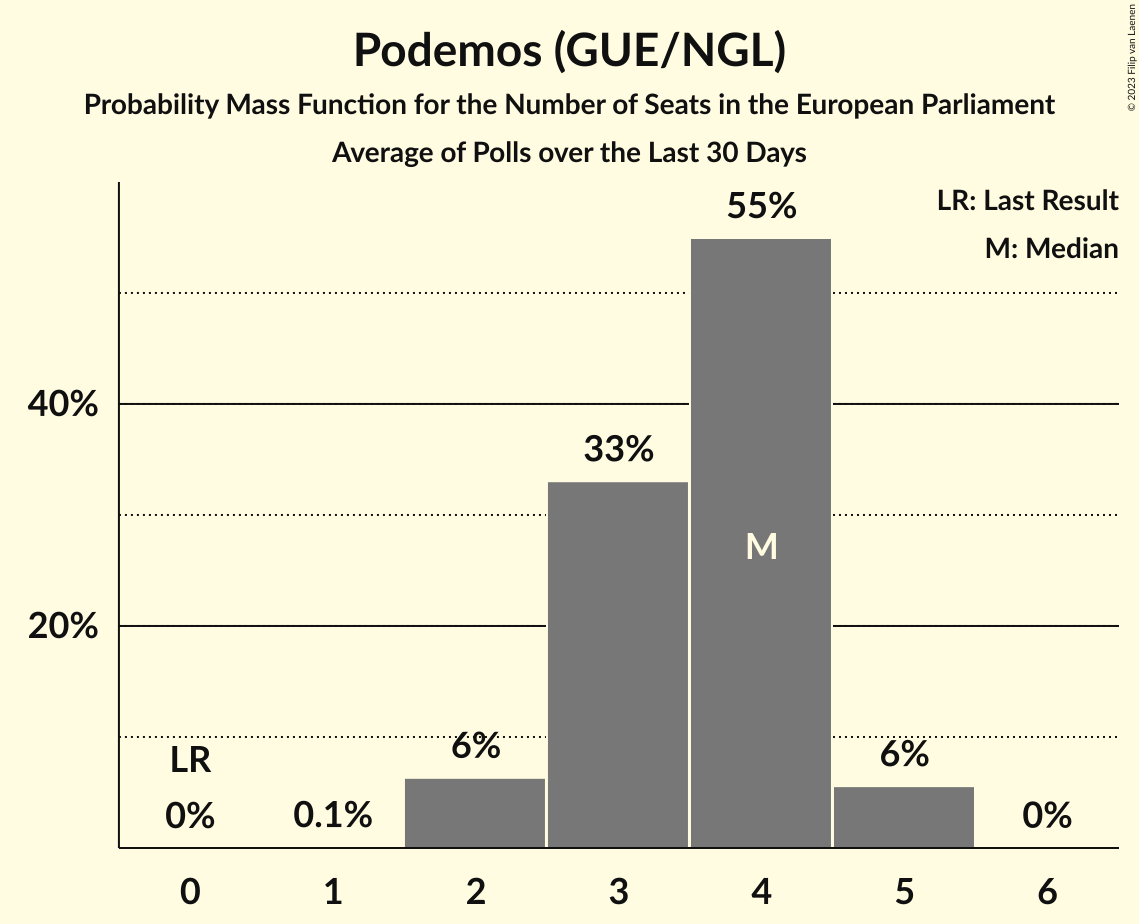 Podemos (GUE/NGL)
Probability Mass Function for the Number of Seats in the European Parliament
Average of Polls over the Last 30 Days
© 2023 Filip van Laenen
LR: Last Result
M: Median
55%
40%
33%
M
20%
LR
6%
6%
0%
0.1%
0%
0 1 2 3 4 5 6